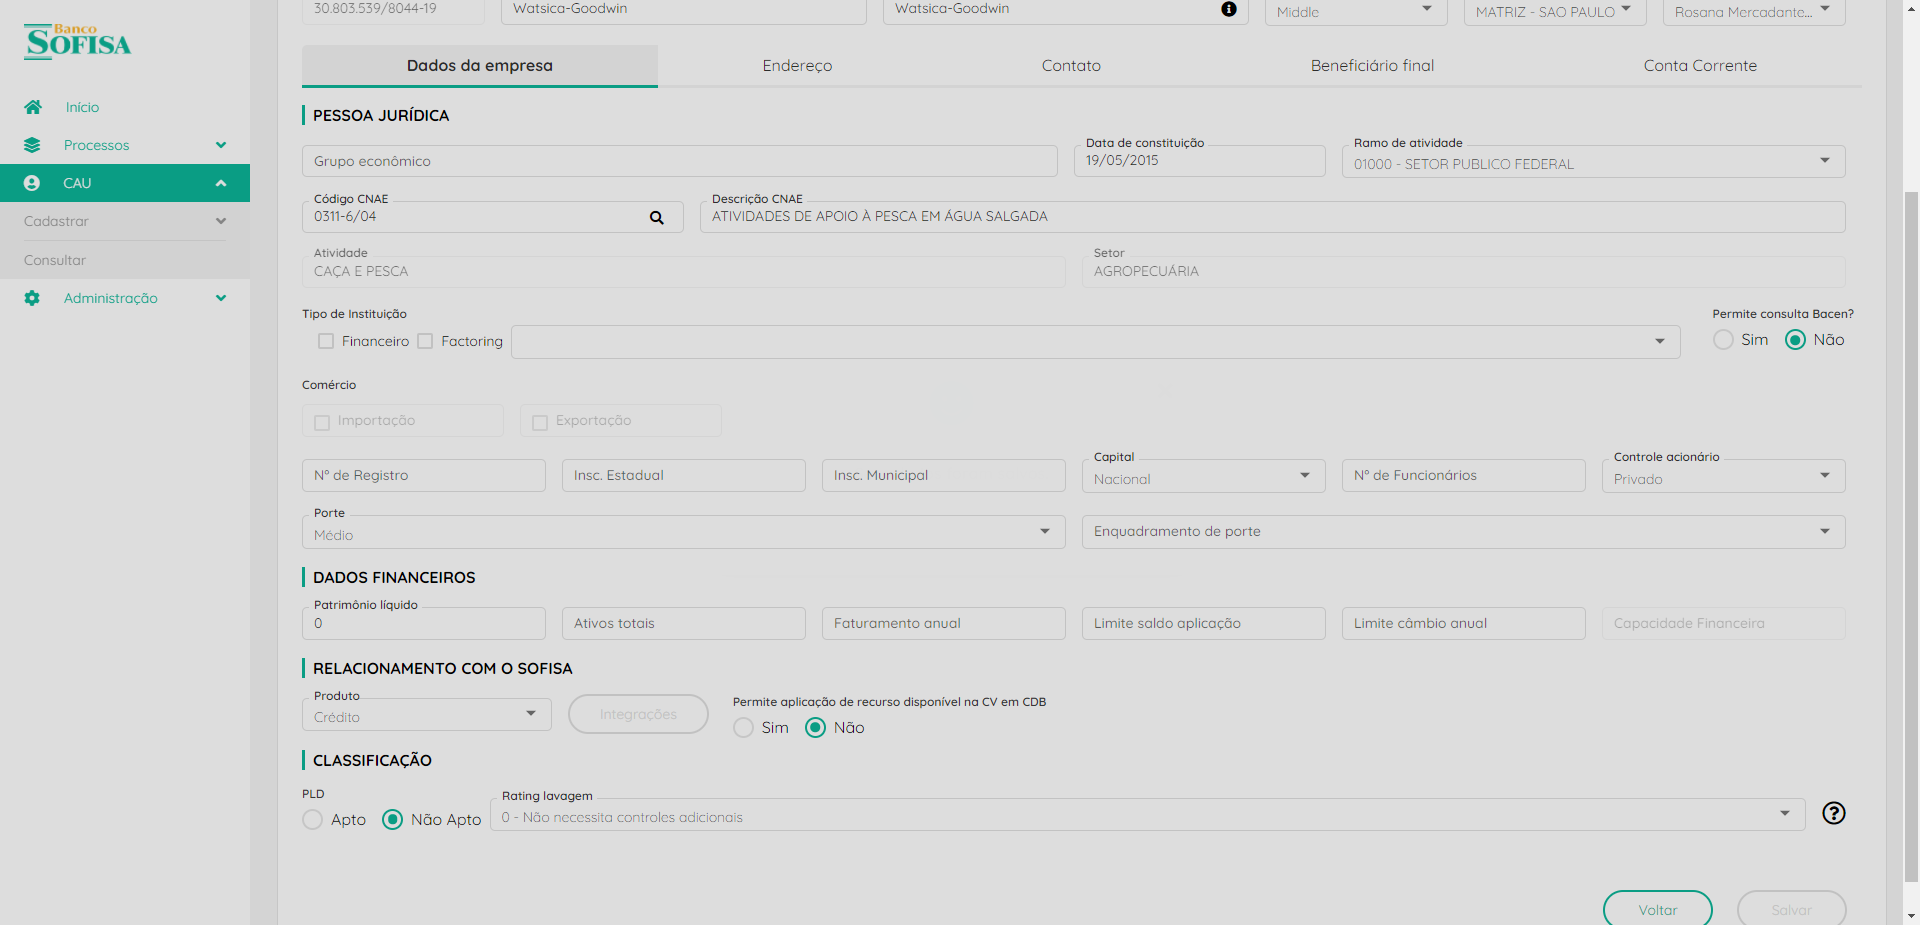 Banco
SOFISA
Início
Processos
CAU
Cadastrar
Consultar
Administração
30.803.539/8044-19
Watsica-Goodwin
Watsica-Goodwin
Middle
MATRIZ - SAO PAULO
Rosana Mercadante...
Dados da empresa
Endereço
Contato
Beneficiário final
Conta Corrente
PESSOA JURÍDICA
Grupo econômico
Data de constituição
19/05/2015
Ramo de atividade
01000 - SETOR PUBLICO FEDERAL
Código CNAE
0311-6/04
Descrição CNAE
ATIVIDADES DE APOIO À PESCA EM ÁGUA SALGADA
Atividade
CAÇA E PESCA
Setor
AGROPECUÁRIA
Tipo de Instituição
Financeiro
Factoring
Permite consulta Bacen?
Sim
Não
Comércio
Importação
Exportação
Nº de Registro
Insc. Estadual
Insc. Municipal
Capital
Nacional
Nº de Funcionários
Controle acionário
Privado
Porte
Médio
Enquadramento de porte
DADOS FINANCEIROS
Patrimônio líquido
0
Ativos totais
Faturamento anual
Limite saldo aplicação
Limite câmbio anual
Capacidade Financeira
RELACIONAMENTO COM O SOFISA
Produto
Crédito
Integrações
Permite aplicação de recurso disponível na CV em CDB
Sim
Não
CLASSIFICAÇÃO
PLD
Apto
Não Apto
Rating lavagem
0 - Não necessita controles adicionais
Voltar
Salvar